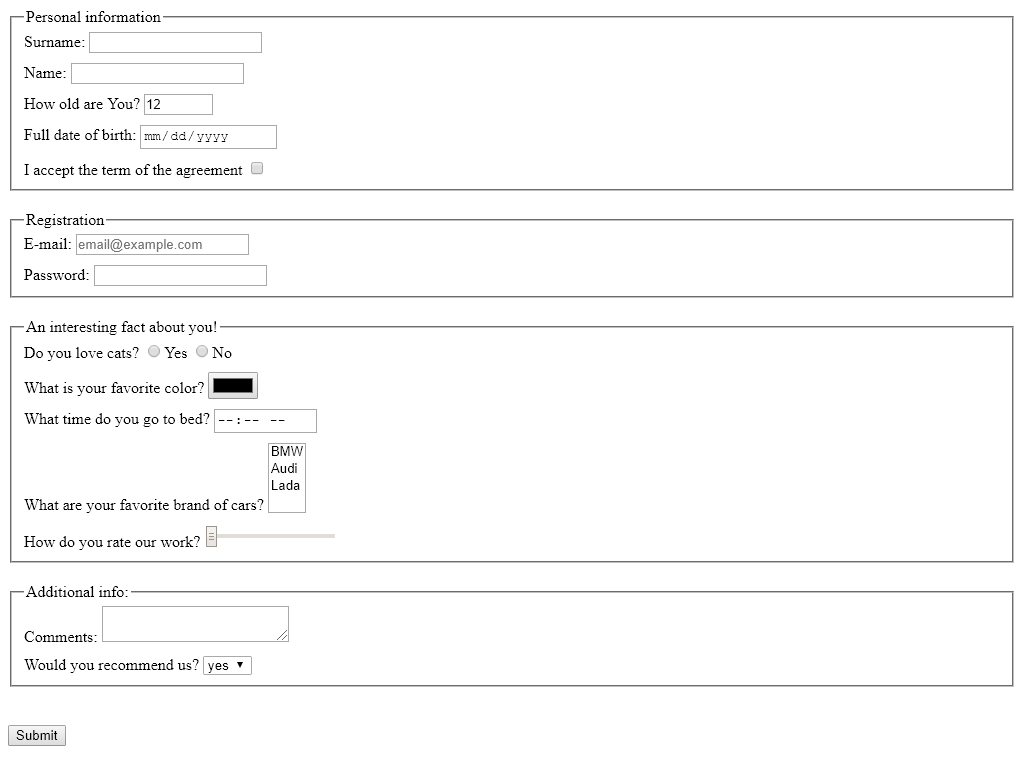 Personal information
Surname:
Name:
How old are You? 12
Full date of birth: mm/dd/yyyy
I accept the term of the agreement
Registration
E-mail: email@example.com
Password:
An interesting fact about you!
Do you love cats? Yes No
What is your favorite color?
What time do you go to bed? --:-- --
BMW
Audi
Lada
What are your favorite brand of cars?
How do you rate our work?
Additional info:
Comments:
Would you recommend us? yes
Submit